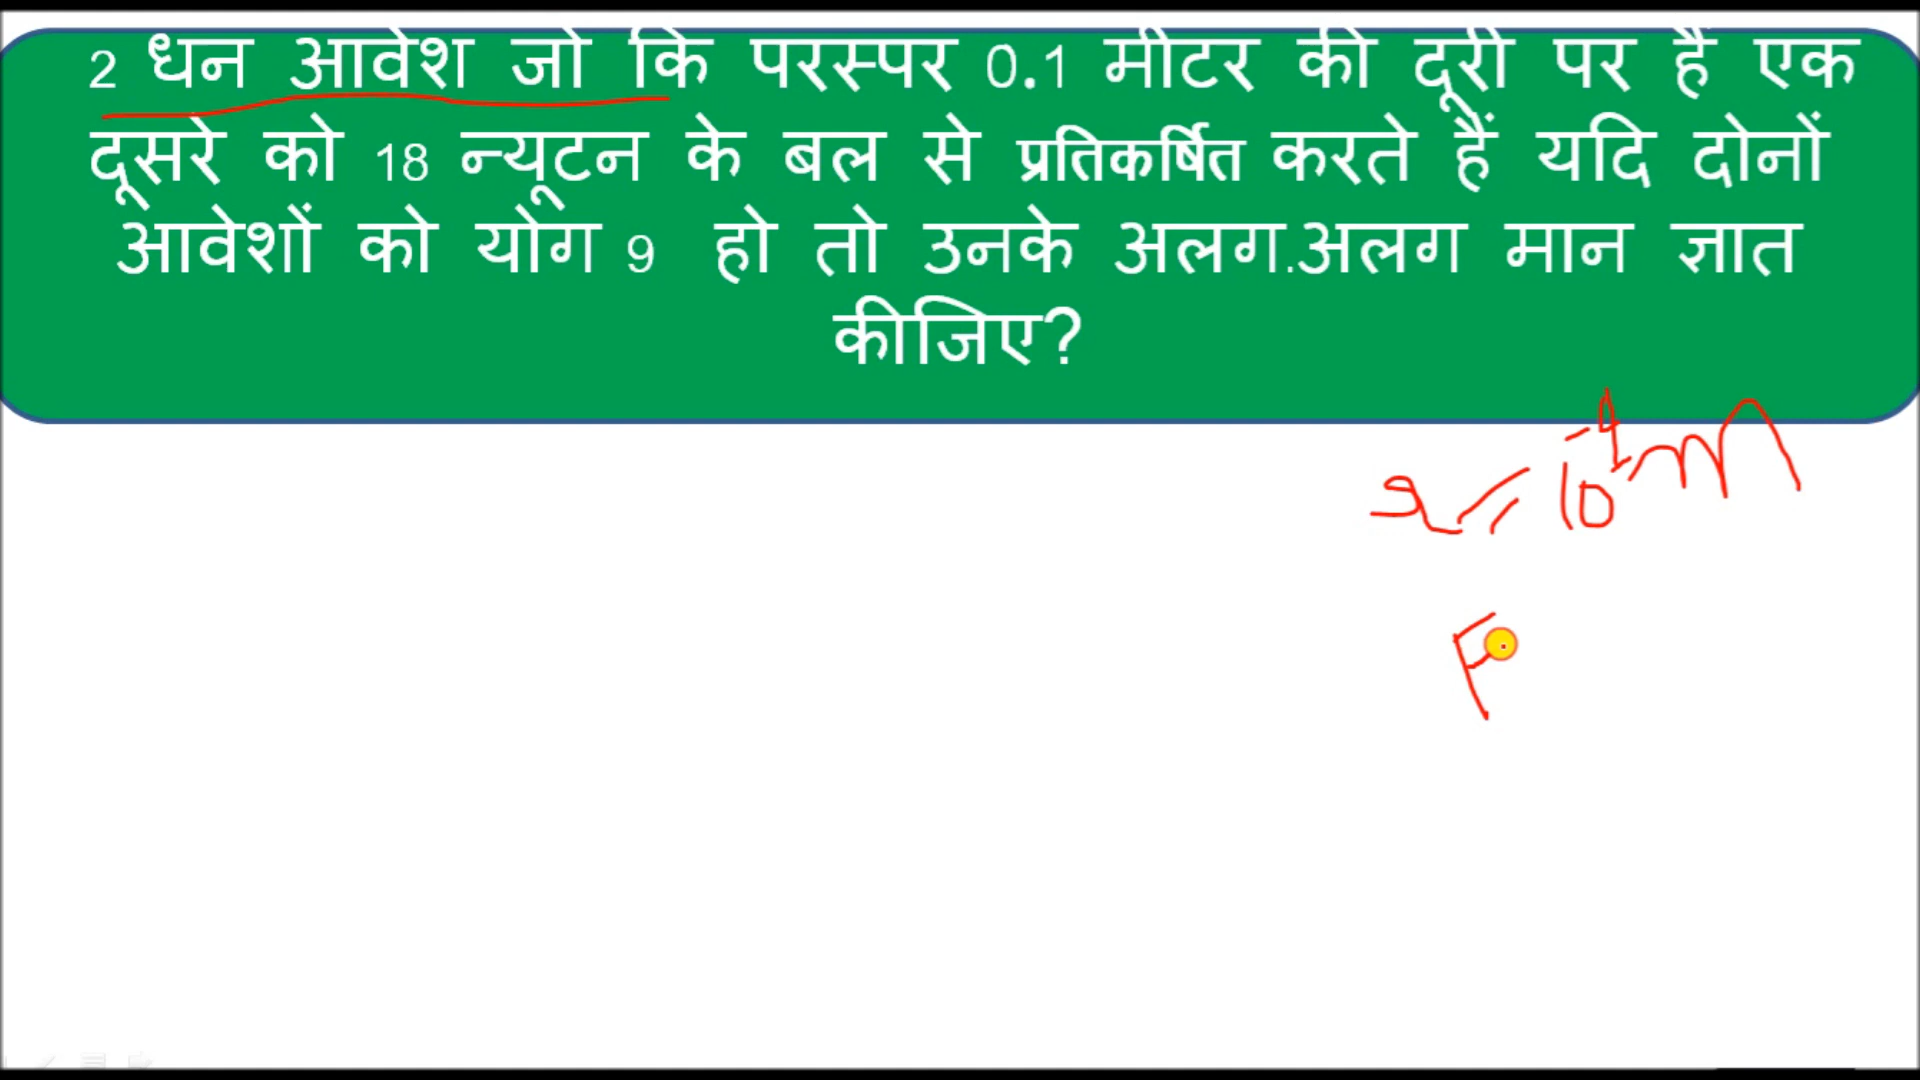 2 धन आवेश जो कि परस्पर 0.1 मीटर की दूरी पर हैं एक
दूसरे को 18 न्यूटन के बल से प्रतिकर्षित करते हैं यदि दोनों
आवेशों को योग 9 हो तो उनके अलग.अलग मान ज्ञात
कीजिए?
r = 10⁻¹ m
F